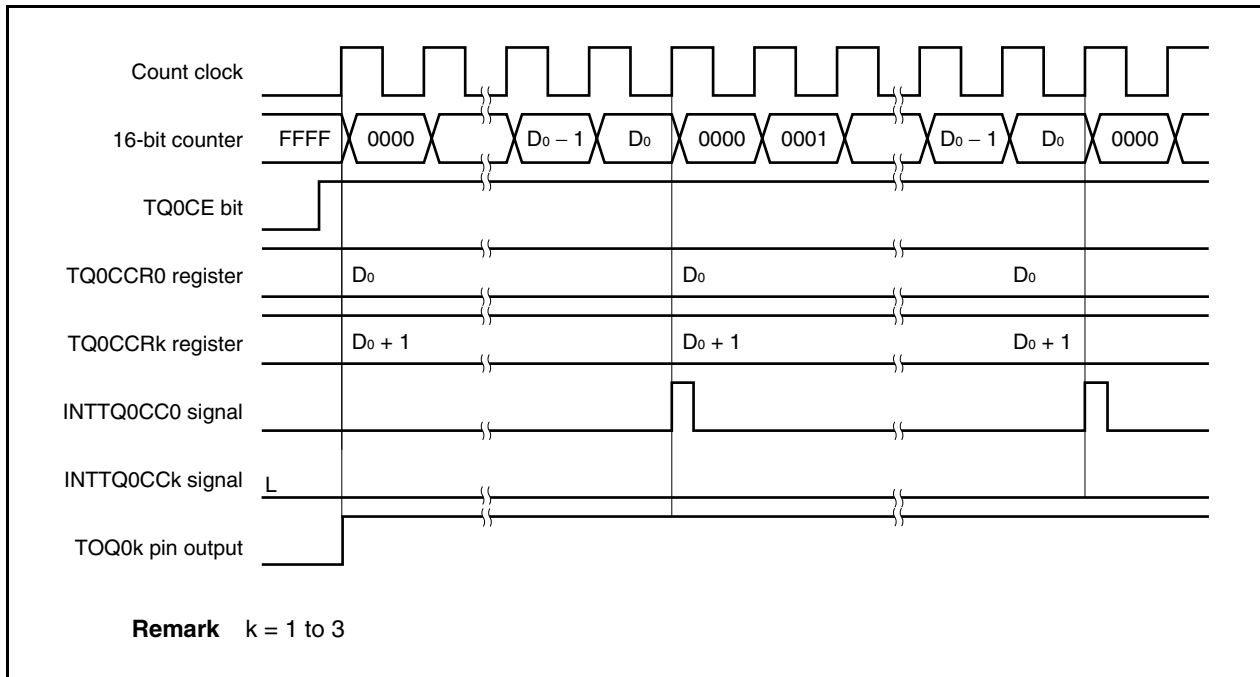 Count clock
16-bit counter FFFF 0000 D₀ − 1 D₀ 0000 0001 D₀ − 1 D₀ 0000
TQ0CE bit
TQ0CCR0 register D₀ D₀ D₀
TQ0CCRk register D₀ + 1 D₀ + 1 D₀ + 1
INTTQ0CC0 signal
INTTQ0CCk signal L
TOQ0k pin output
Remark k = 1 to 3